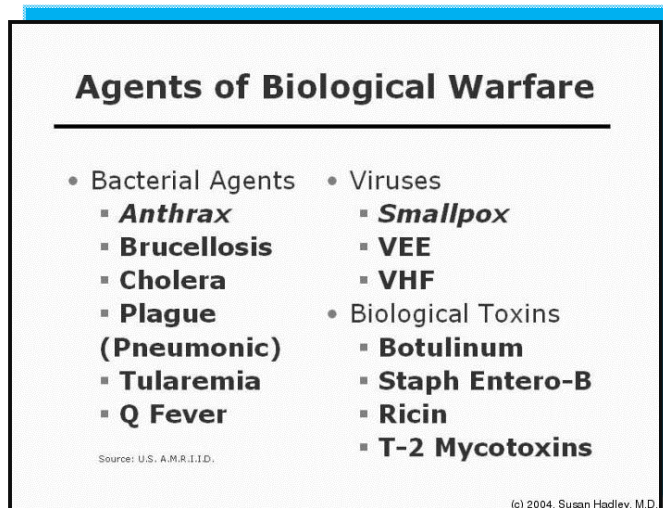 Agents of Biological Warfare
• Bacterial Agents
▪ Anthrax
▪ Brucellosis
▪ Cholera
▪ Plague
(Pneumonic)
▪ Tularemia
▪ Q Fever
Source: U.S. A.M.R.I.I.D.
• Viruses
▪ Smallpox
▪ VEE
▪ VHF
• Biological Toxins
▪ Botulinum
▪ Staph Entero-B
▪ Ricin
▪ T-2 Mycotoxins
(c) 2004, Susan Hadley, M.D.